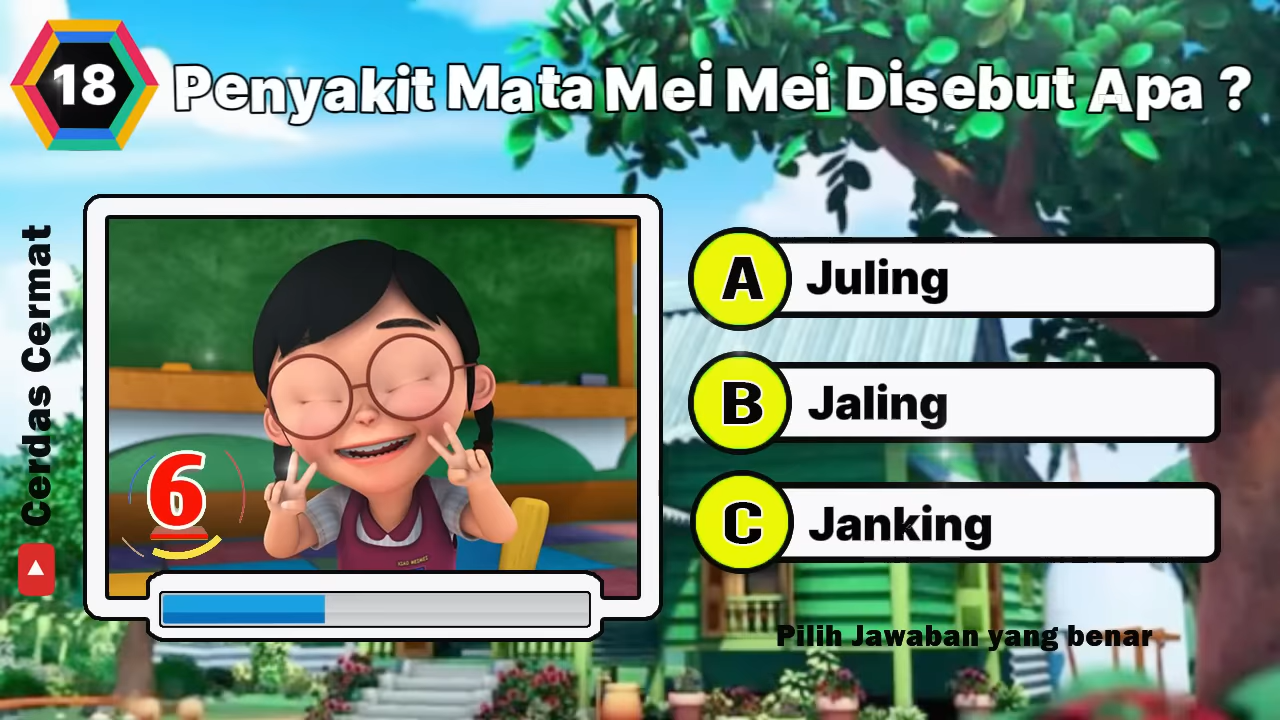 18
Penyakit Mata Mei Mei Disebut Apa ?
Cerdas Cermat
6
A Juling
B Jaling
C Janking
Pilih Jawaban yang benar